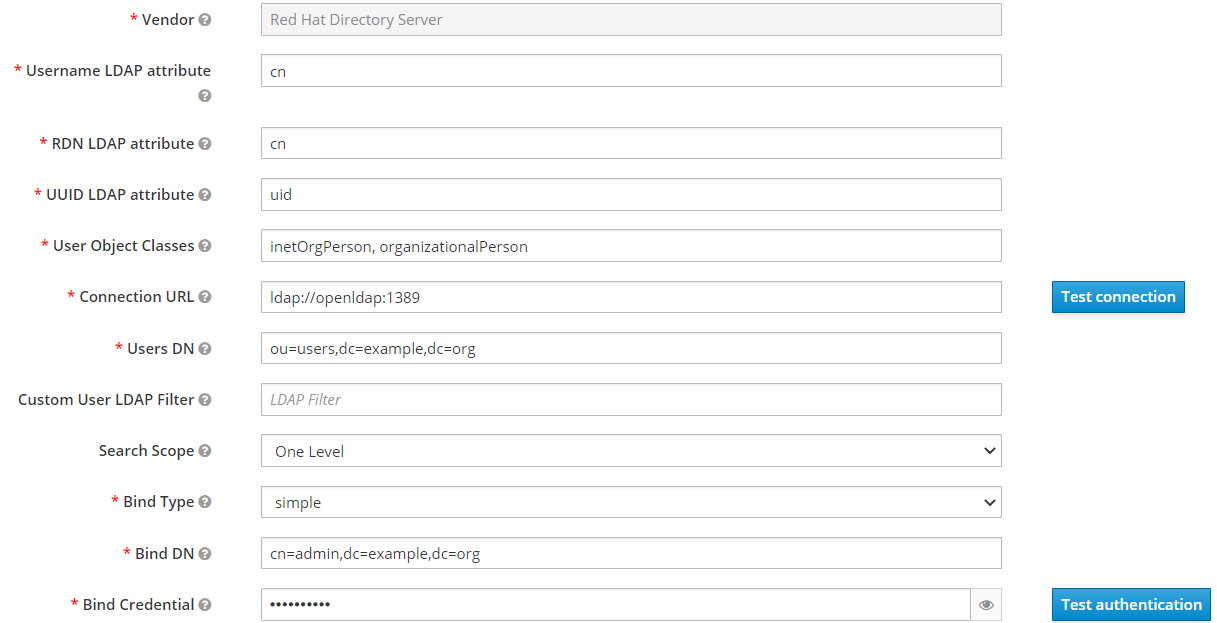 * Vendor
Red Hat Directory Server
* Username LDAP attribute
cn
* RDN LDAP attribute
cn
* UUID LDAP attribute
uid
* User Object Classes
inetOrgPerson, organizationalPerson
* Connection URL
ldap://openldap:1389
Test connection
* Users DN
ou=users,dc=example,dc=org
Custom User LDAP Filter
LDAP Filter
Search Scope
One Level
* Bind Type
simple
* Bind DN
cn=admin,dc=example,dc=org
* Bind Credential
••••••••••
Test authentication